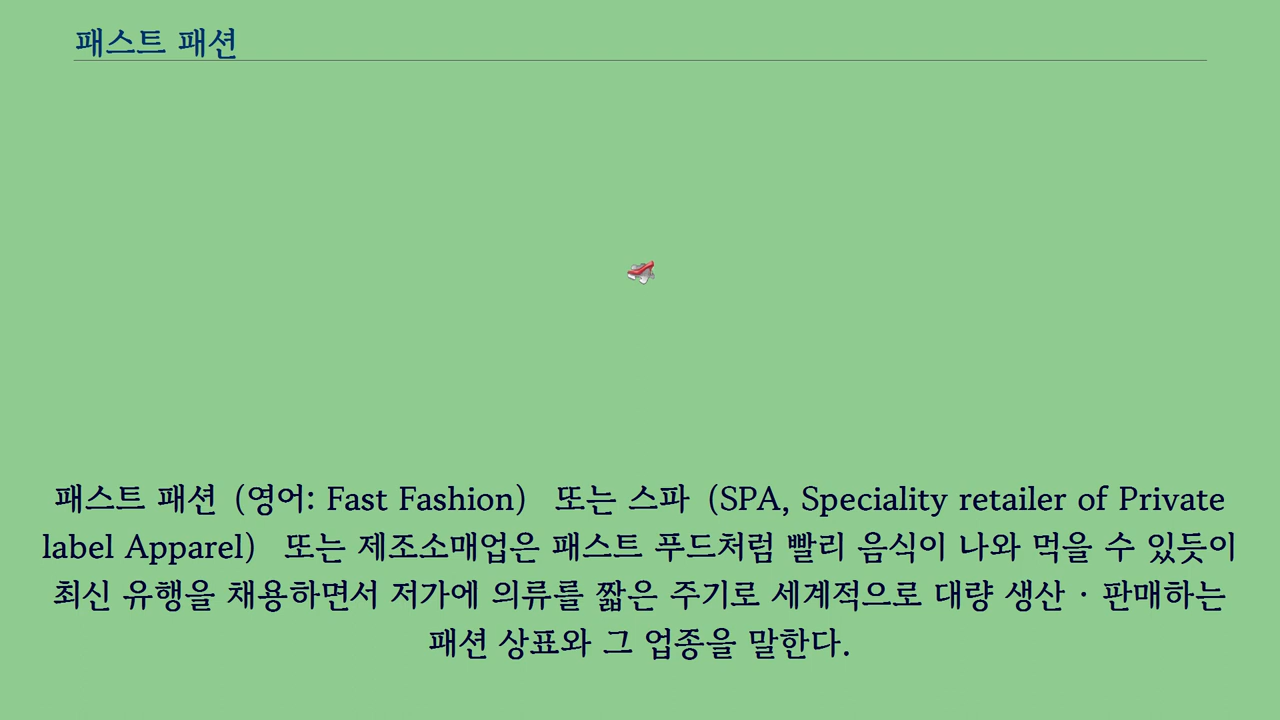 패스트 패션
패스트 패션 (영어: Fast Fashion) 또는 스파 (SPA, Speciality retailer of Private
label Apparel) 또는 제조소매업은 패스트 푸드처럼 빨리 음식이 나와 먹을 수 있듯이
최신 유행을 채용하면서 저가에 의류를 짧은 주기로 세계적으로 대량 생산 · 판매하는
패션 상표와 그 업종을 말한다.